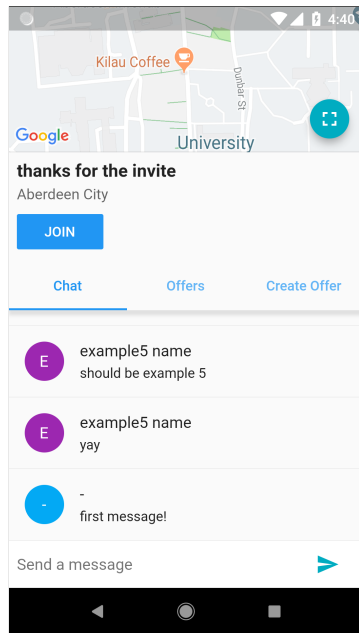 4:40
Kilau Coffee
Dunbar St
Google
University
thanks for the invite
Aberdeen City
JOIN
Chat
Offers
Create Offer
E
example5 name
should be example 5
E
example5 name
yay
-
-
first message!
Send a message